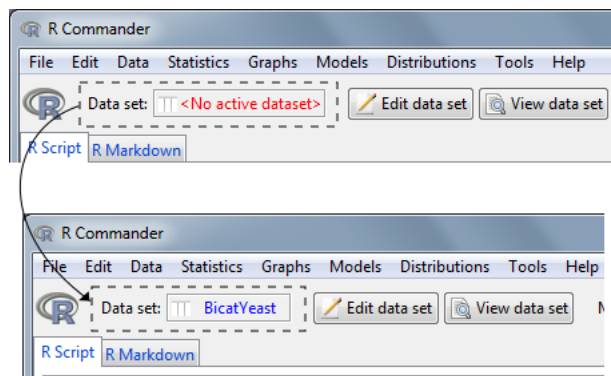 R Commander
File Edit Data Statistics Graphs Models Distributions Tools Help
R Data set: <No active dataset> Edit data set View data set
R Script R Markdown
R Commander
File Edit Data Statistics Graphs Models Distributions Tools Help
R Data set: BicatYeast Edit data set View data set
R Script R Markdown